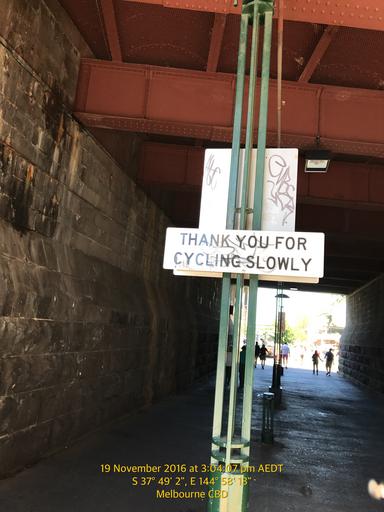 THANK YOU FOR
CYCLING SLOWLY
19 November 2016 at 3:04:07 pm AEDT
S 37° 49' 2", E 144° 58' 13"
Melbourne CBD